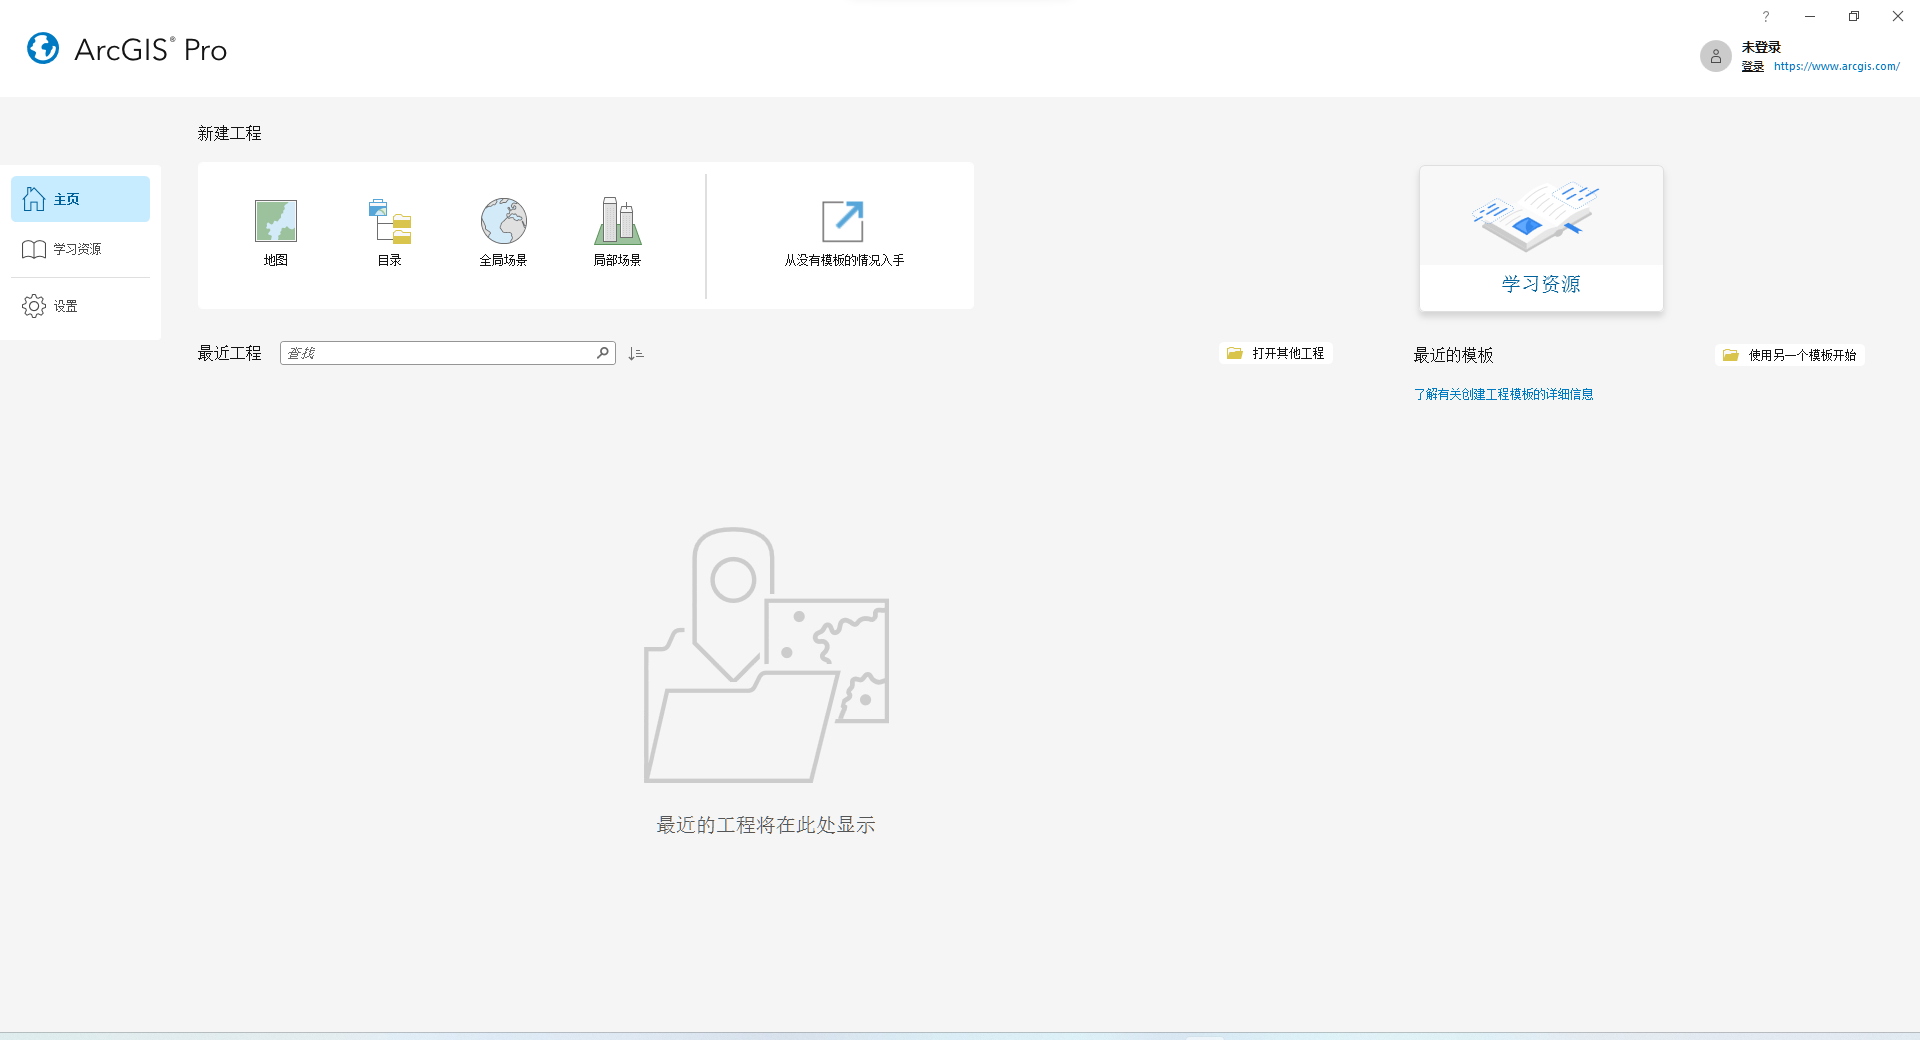 ArcGIS® Pro
?
未登录
登录 https://www.arcgis.com/
新建工程
主页
学习资源
设置
地图
目录
全局场景
局部场景
从没有模板的情况入手
学习资源
最近工程
查找
打开其他工程
最近的模板
使用另一个模板开始
了解有关创建工程模板的详细信息
最近的工程将在此处显示